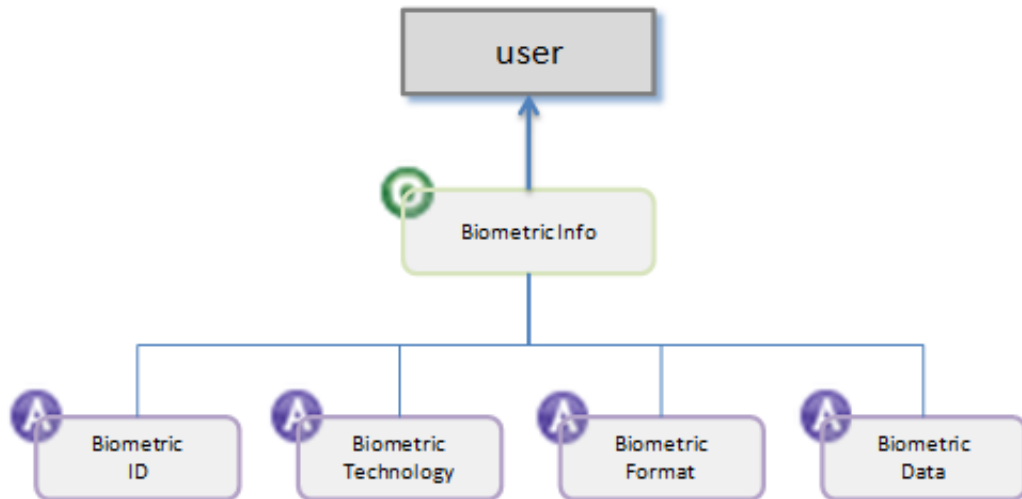 user
O
BiometricInfo
A
Biometric
ID
A
Biometric
Technology
A
Biometric
Format
A
Biometric
Data